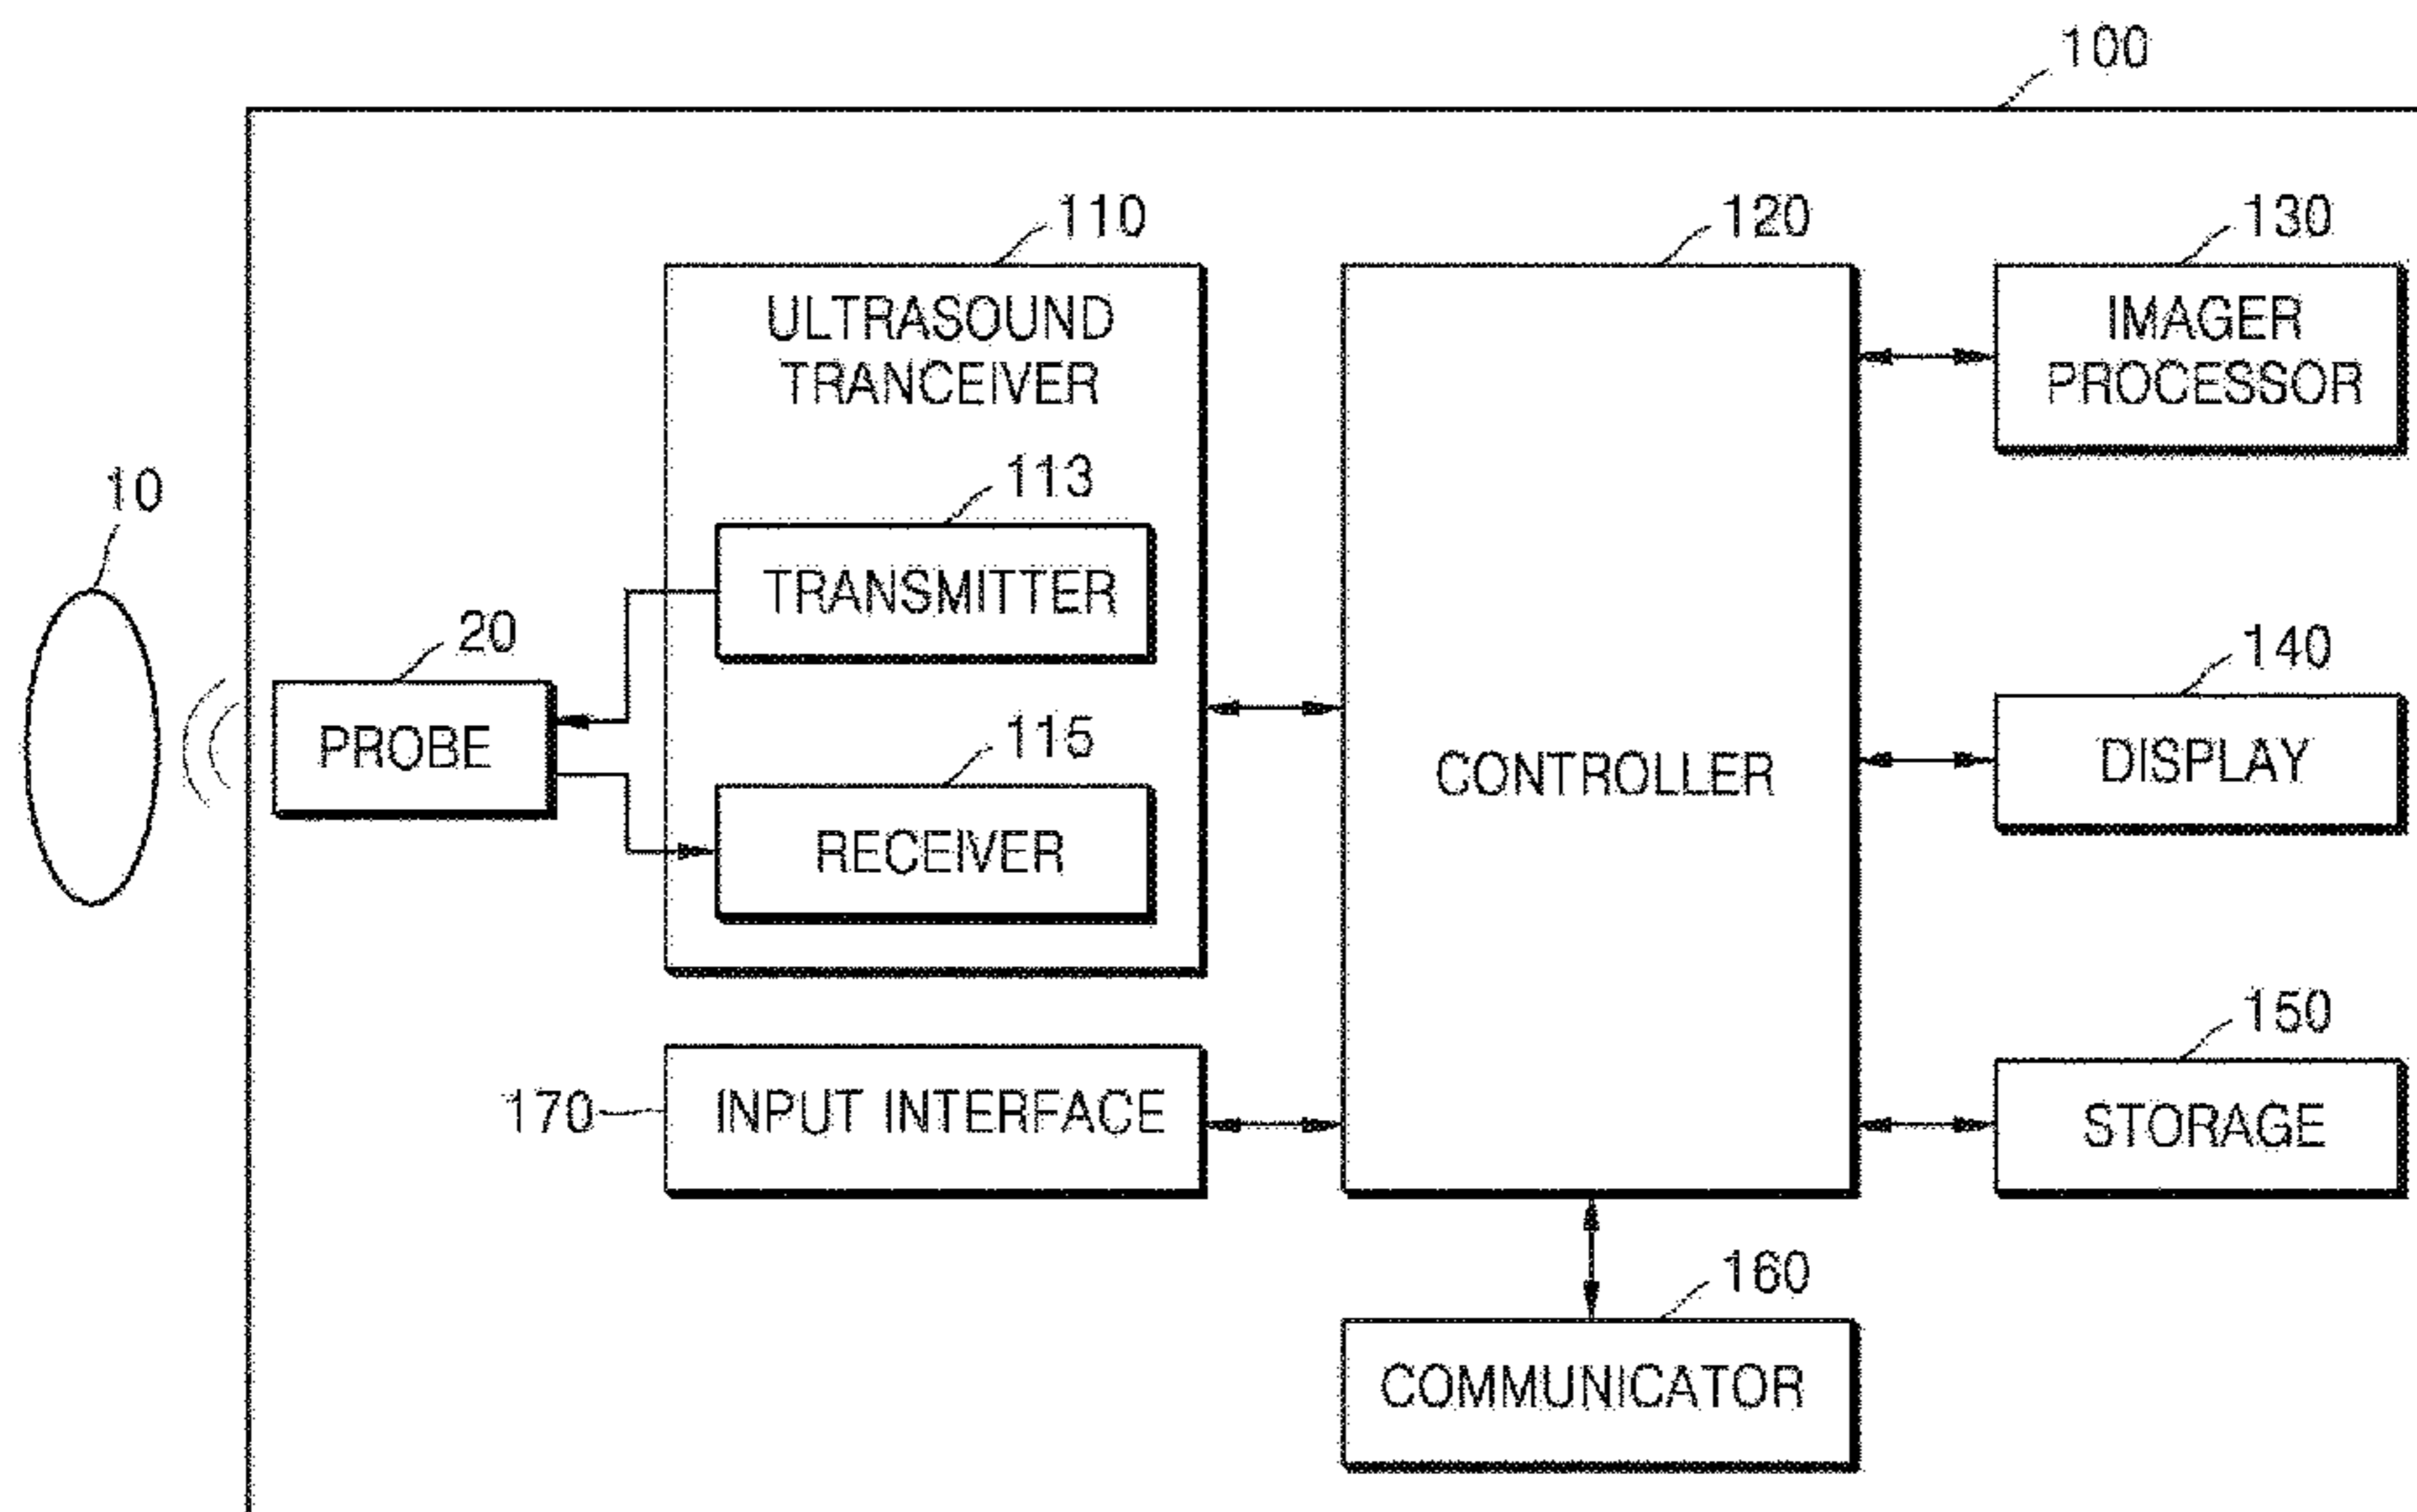 100
110
120
130
ULTRASOUND
TRANCEIVER
IMAGER
PROCESSOR
10
113
TRANSMITTER
20
140
PROBE
115
CONTROLLER
DISPLAY
RECEIVER
150
170
INPUT INTERFACE
STORAGE
160
COMMUNICATOR